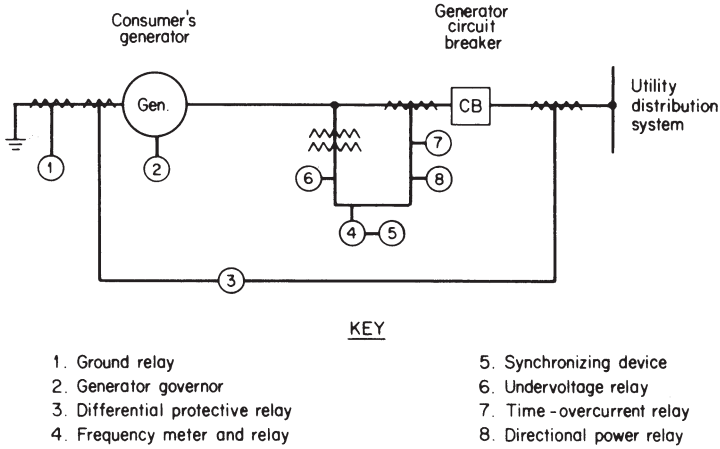 Consumer's
generator
Generator
circuit
breaker
Gen.
CB
Utility
distribution
system
1
2
6
7
8
4
5
3
KEY
1. Ground relay
2. Generator governor
3. Differential protective relay
4. Frequency meter and relay
5. Synchronizing device
6. Undervoltage relay
7. Time-overcurrent relay
8. Directional power relay